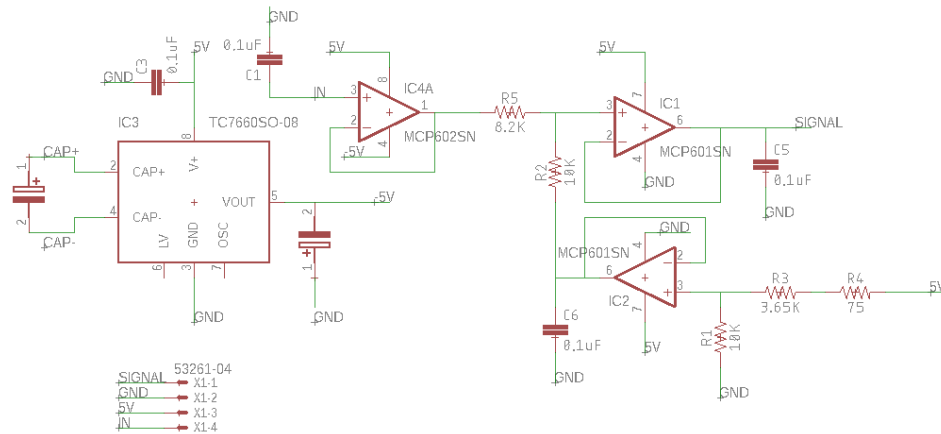 GND
5V
0.1uF
C1
GND
C3
0.1uF
5V
IN
3
2
8
4
1
IC4A
MCP602SN
-5V
R5
8.2K
5V
3
2
7
4
6
IC1
MCP601SN
GND
SIGNAL
C5
0.1uF
GND
IC3
TC7660SO-08
CAP+
1
2
CAP-
2
4
CAP+
CAP-
8
V+
VOUT
5
-5V
LV
GND
OSC
6
3
7
GND
2
1
GND
R2
10K
MCP601SN
GND
4
2
3
6
7
IC2
5V
R3
3.65K
R4
75
5V
R1
10K
GND
C6
0.1uF
GND
53261-04
SIGNAL X1-1
GND X1-2
5V X1-3
IN X1-4